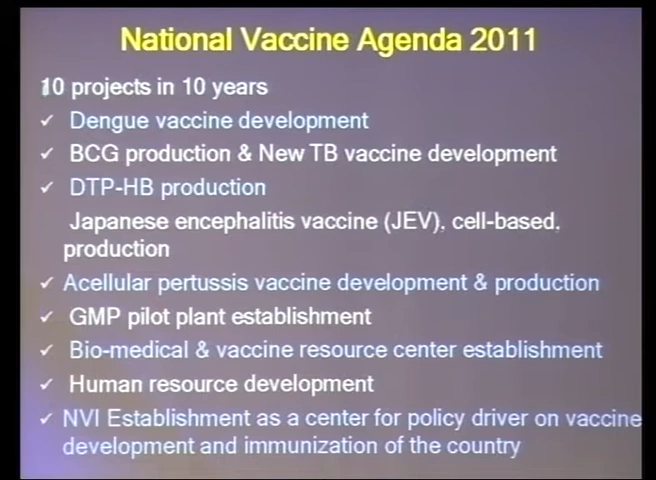 National Vaccine Agenda 2011
10 projects in 10 years
✓ Dengue vaccine development
✓ BCG production & New TB vaccine development
✓ DTP-HB production
Japanese encephalitis vaccine (JEV), cell-based,
production
✓ Acellular pertussis vaccine development & production
✓ GMP pilot plant establishment
✓ Bio-medical & vaccine resource center establishment
✓ Human resource development
✓ NVI Establishment as a center for policy driver on vaccine
development and immunization of the country